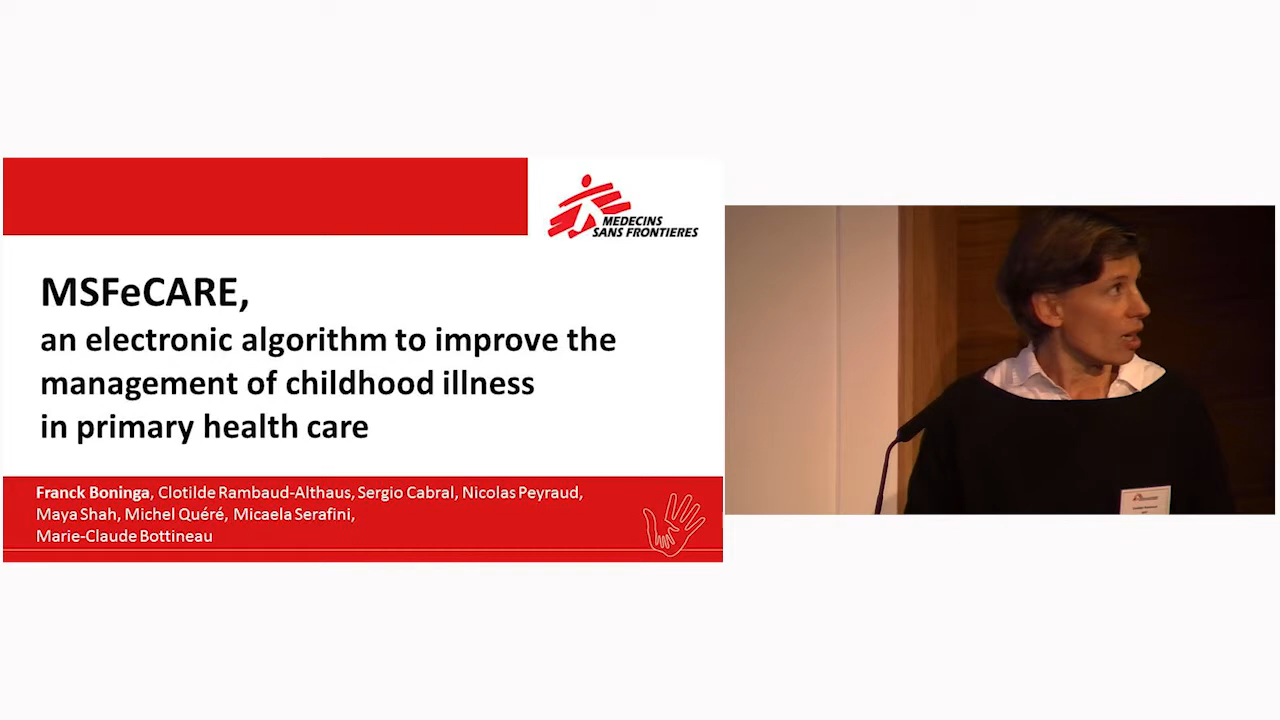 MEDECINS
SANS FRONTIERES
MSFeCARE,
an electronic algorithm to improve the
management of childhood illness
in primary health care
Franck Boninga, Clotilde Rambaud-Althaus, Sergio Cabral, Nicolas Peyraud,
Maya Shah, Michel Quéré, Micaela Serafini,
Marie-Claude Bottineau